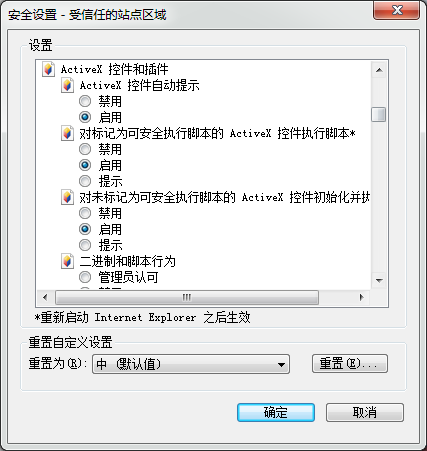 安全设置 - 受信任的站点区域
设置
ActiveX 控件和插件
ActiveX 控件自动提示
禁用
启用
对标记为可安全执行脚本的 ActiveX 控件执行脚本*
禁用
启用
提示
对未标记为可安全执行脚本的 ActiveX 控件初始化并执
禁用
启用
提示
二进制和脚本行为
管理员认可
*重新启动 Internet Explorer 之后生效
重置自定义设置
重置为(R): 中 (默认值) 重置(E)...
确定 取消